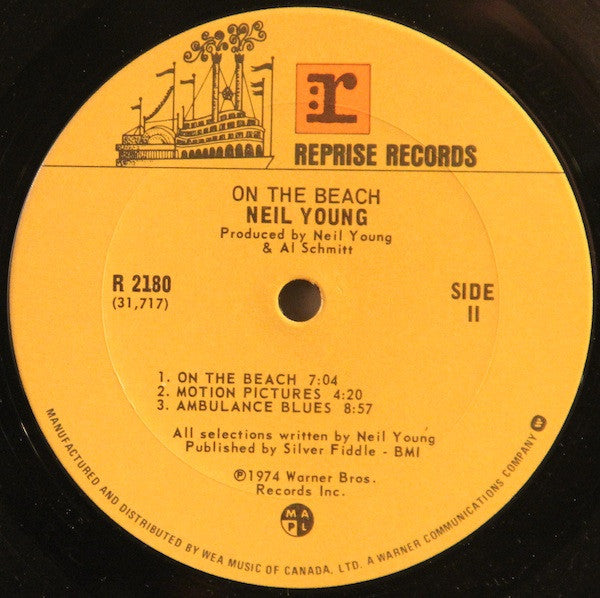 r
REPRISE RECORDS
ON THE BEACH
NEIL YOUNG
Produced by Neil Young
& Al Schmitt
R 2180
(31,717)
SIDE
II
1. ON THE BEACH 7:04
2. MOTION PICTURES 4:20
3. AMBULANCE BLUES 8:57
All selections written by Neil Young
Published by Silver Fiddle - BMI
℗1974 Warner Bros.
Records Inc.
M A
P L
MANUFACTURED AND DISTRIBUTED BY WEA MUSIC OF CANADA, LTD. A WARNER COMMUNICATIONS COMPANY